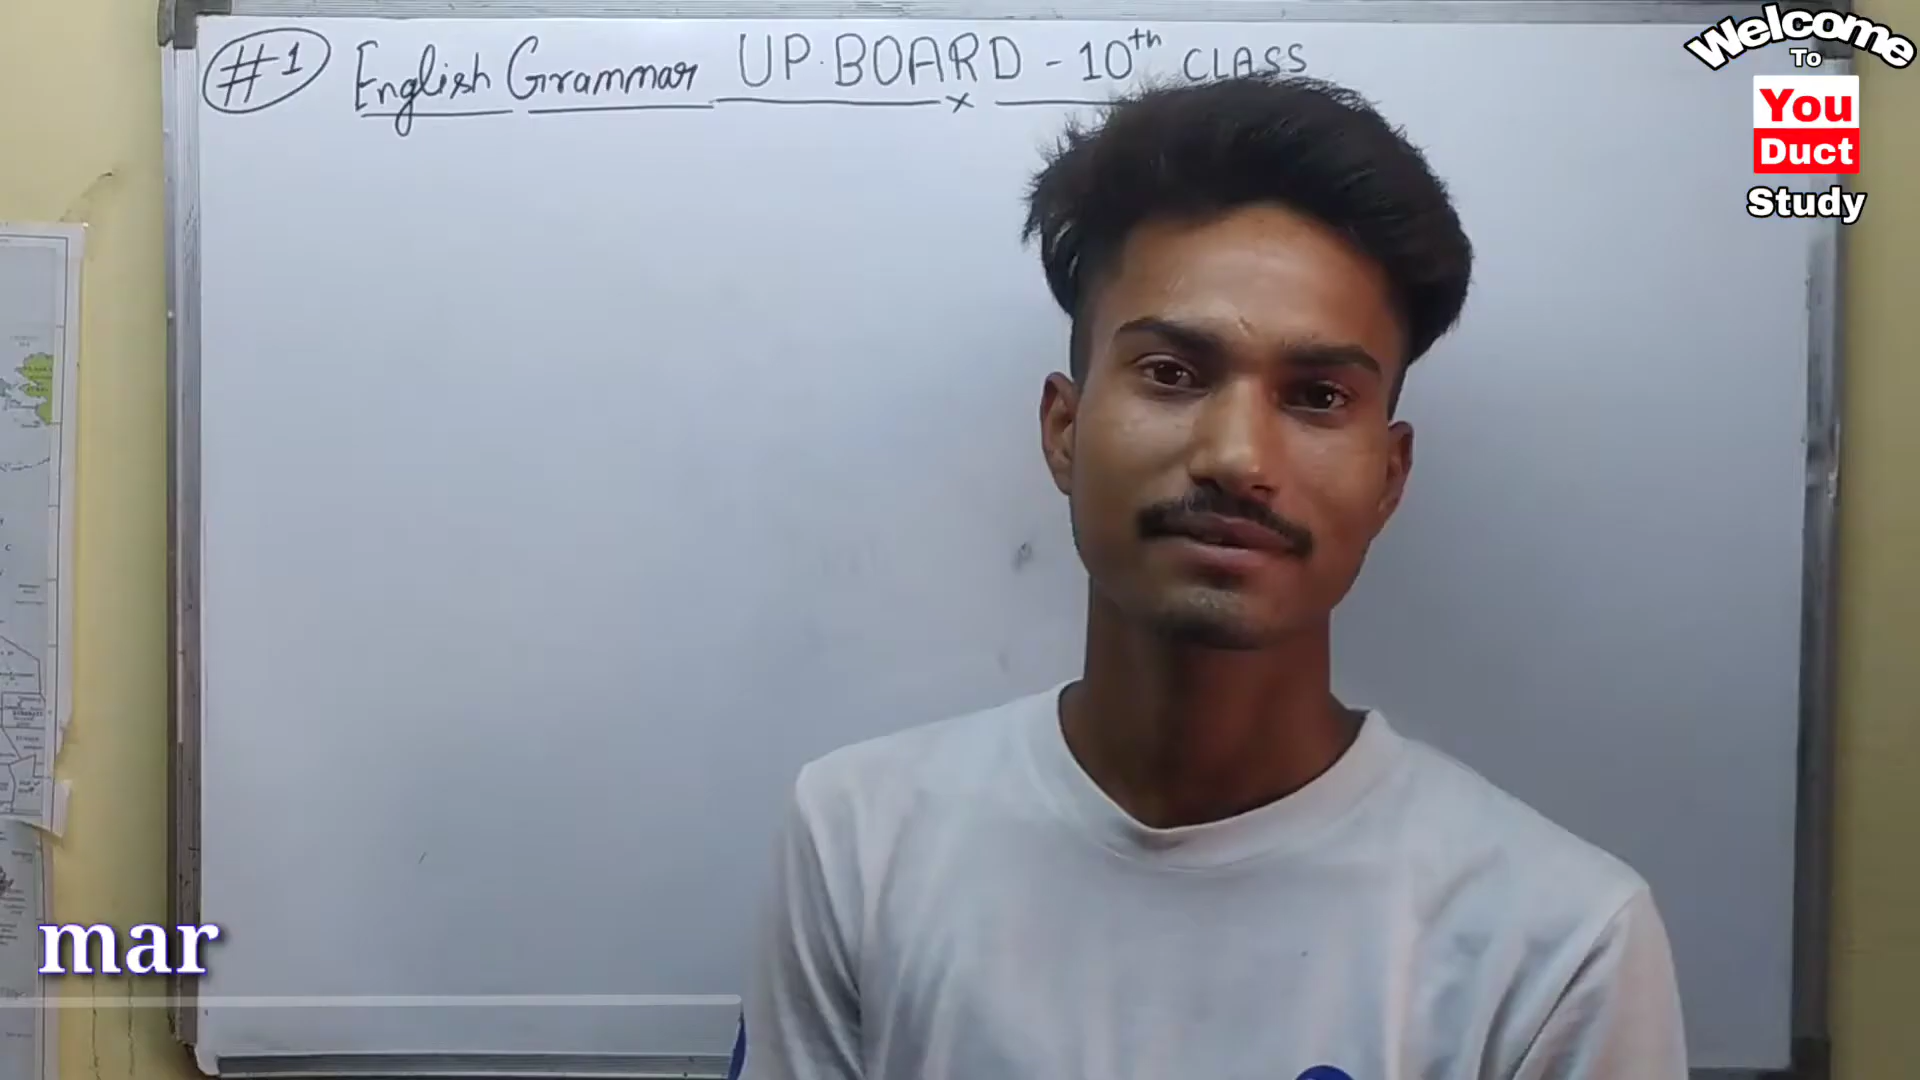 #1 English Grammar UP. BOARD - 10th CLASS
Welcome
To
You
Duct
Study
mar